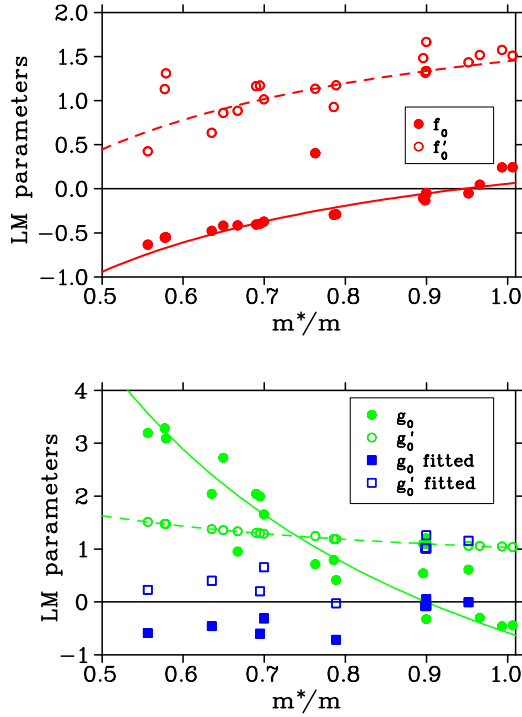 2.0
1.5
1.0
0.5
0.0
−0.5
−1.0
LM parameters
f₀
f₀′
0.5 0.6 0.7 0.8 0.9 1.0
m*/m
4
3
2
1
0
−1
LM parameters
g₀
g₀′
g₀ fitted
g₀′ fitted
0.5 0.6 0.7 0.8 0.9 1.0
m*/m